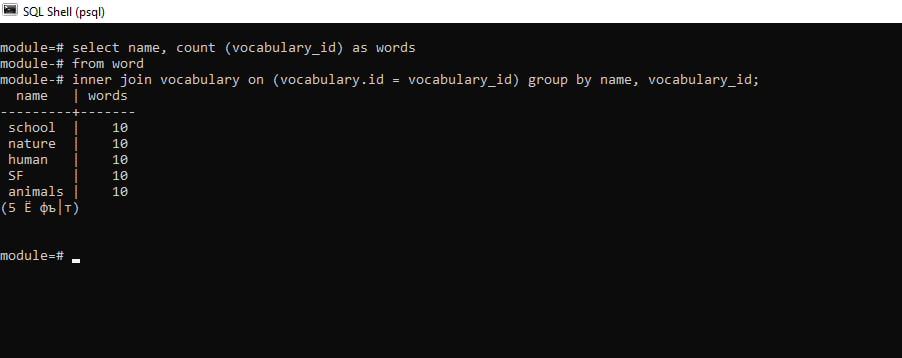 SQL Shell (psql)
module=# select name, count (vocabulary_id) as words
module-# from word
module-# inner join vocabulary on (vocabulary.id = vocabulary_id) group by name, vocabulary_id;
  name   | words
---------+-------
 school  |    10
 nature  |    10
 human   |    10
 SF      |    10
 animals |    10
(5 Ё фъ│т)
module=#